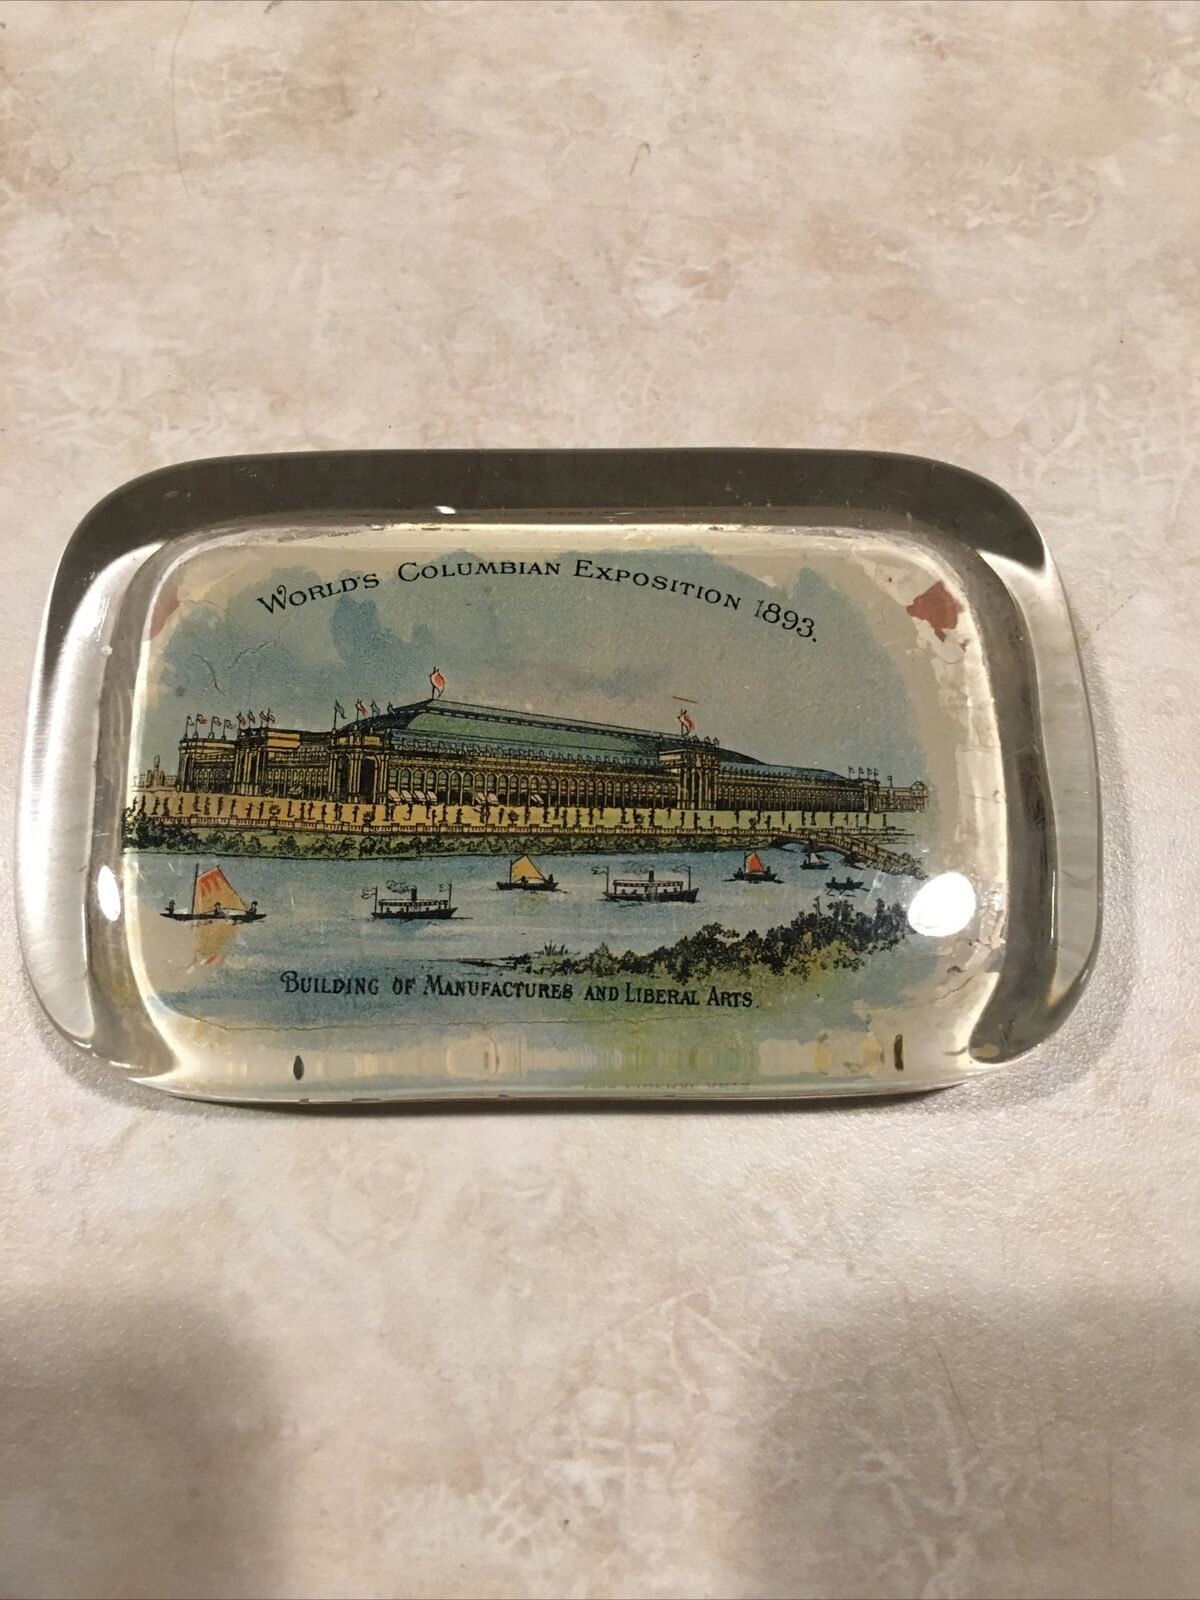 World's Columbian Exposition 1893.
Building of Manufactures and Liberal Arts.